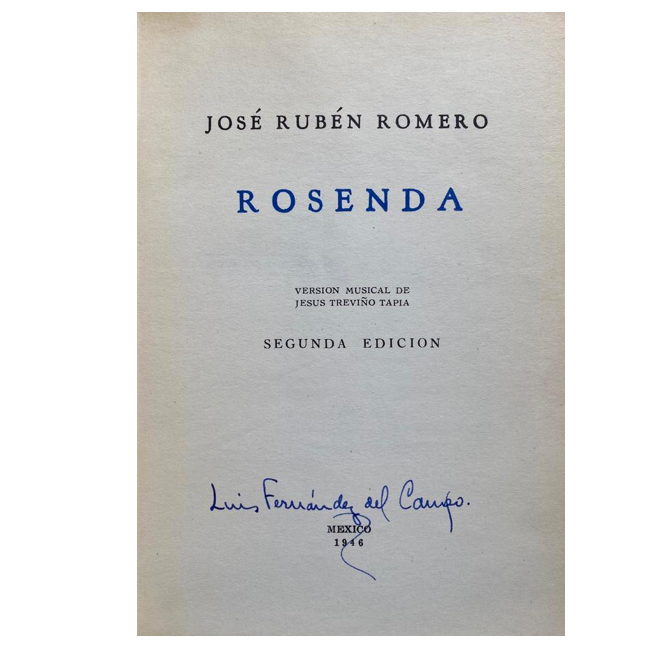 JOSÉ RUBÉN ROMERO
ROSENDA
VERSION MUSICAL DE
JESUS TREVIÑO TAPIA
SEGUNDA EDICION
Luis Fernández del Campo.
MEXICO
1946